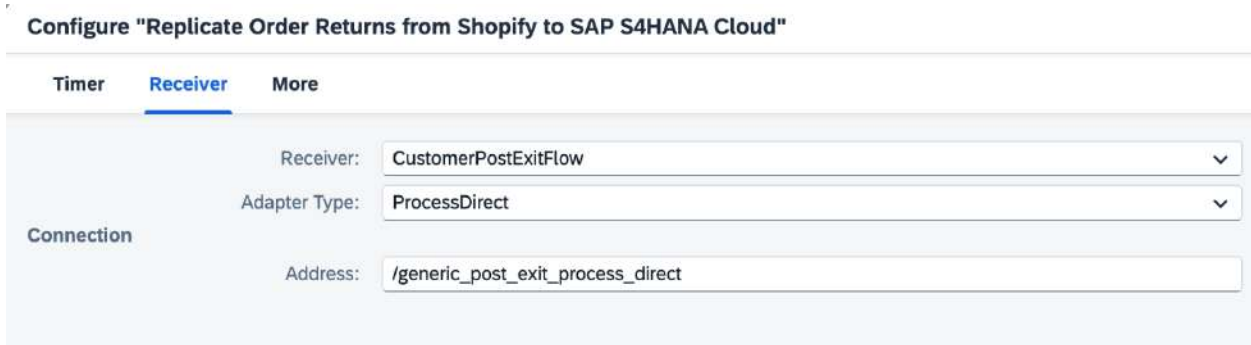 Configure "Replicate Order Returns from Shopify to SAP S4HANA Cloud"
Timer Receiver More
Receiver: CustomerPostExitFlow
Adapter Type: ProcessDirect
Connection
Address: /generic_post_exit_process_direct